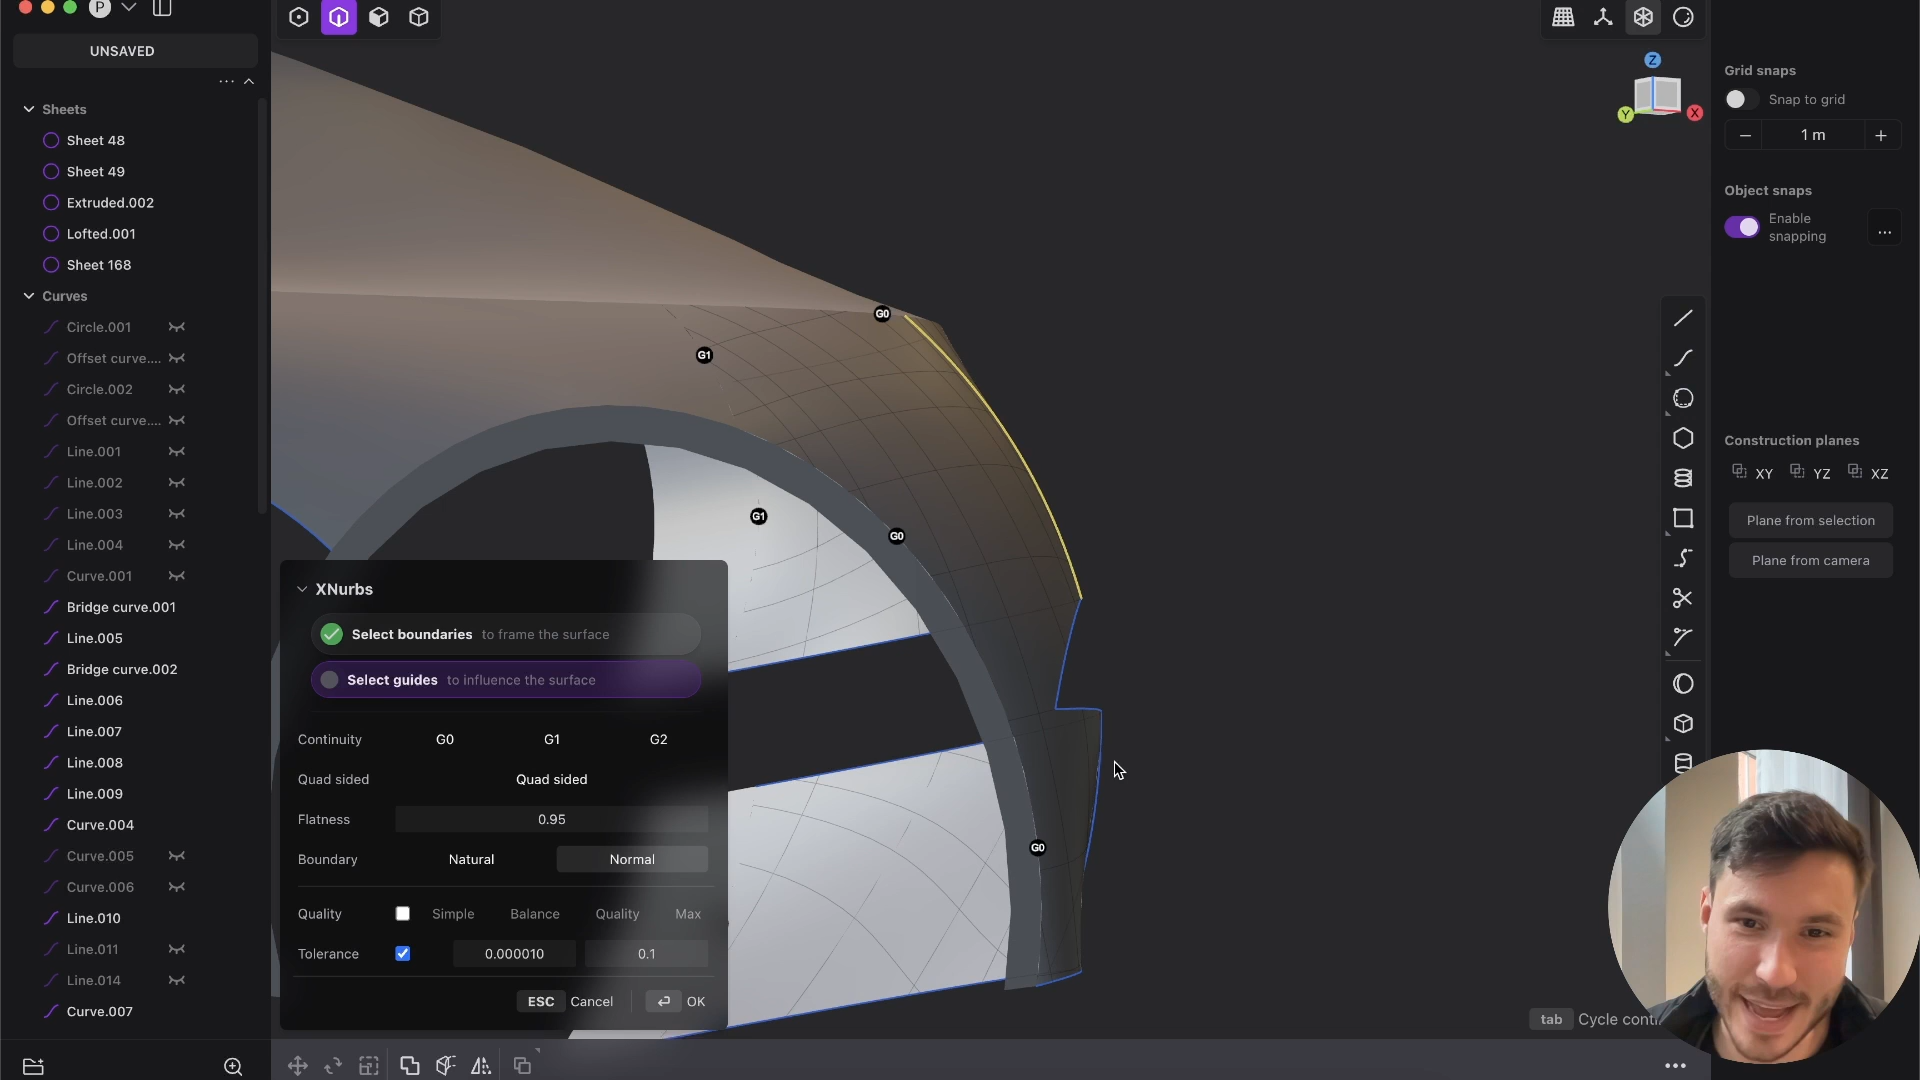 P
UNSAVED
Sheets
Sheet 48
Sheet 49
Extruded.002
Lofted.001
Sheet 168
Curves
Circle.001
Offset curve....
Circle.002
Offset curve....
Line.001
Line.002
Line.003
Line.004
Curve.001
Bridge curve.001
Line.005
Bridge curve.002
Line.006
Line.007
Line.008
Line.009
Curve.004
Curve.005
Curve.006
Line.010
Line.011
Line.014
Curve.007
G0
G1
G1
G0
G0
XNurbs
Select boundaries to frame the surface
Select guides to influence the surface
Continuity G0 G1 G2
Quad sided Quad sided
Flatness 0.95
Boundary Natural Normal
Quality Simple Balance Quality Max
Tolerance 0.000010 0.1
ESC Cancel OK
Z
Y
X
Grid snaps
Snap to grid
1 m
Object snaps
Enable
snapping
Construction planes
XY YZ XZ
Plane from selection
Plane from camera
tab Cycle